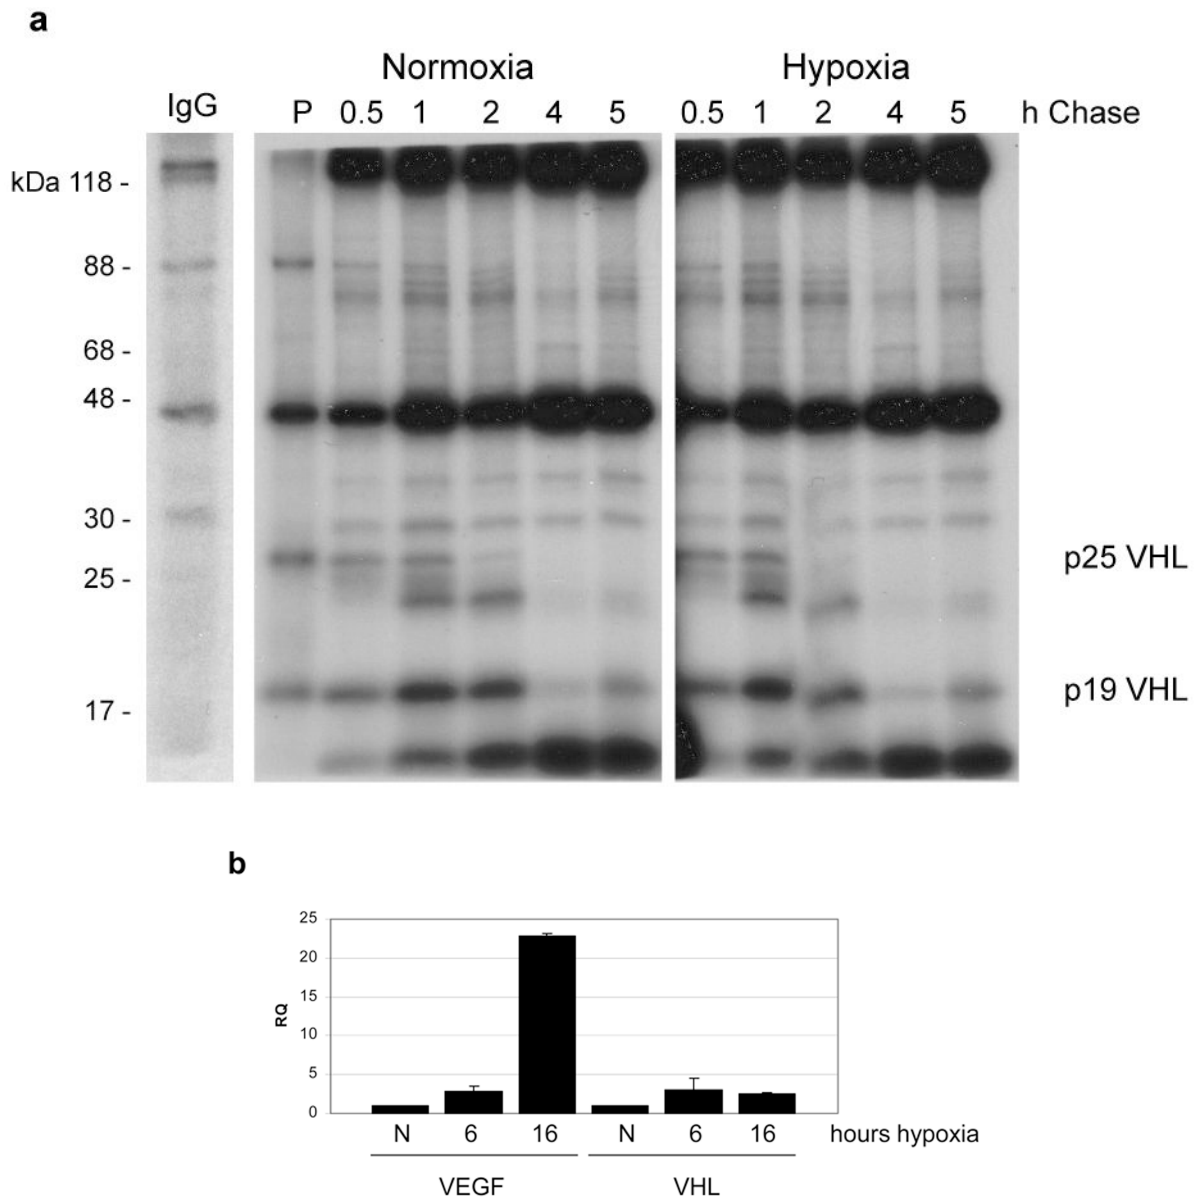 a
Normoxia Hypoxia
IgG P 0.5 1 2 4 5 0.5 1 2 4 5 h Chase
kDa 118 -
88 -
68 -
48 -
30 -
p25 VHL
25 -
p19 VHL
17 -
b
25
20
15
10
5
0
RQ
N 6 16 N 6 16 hours hypoxia
VEGF VHL